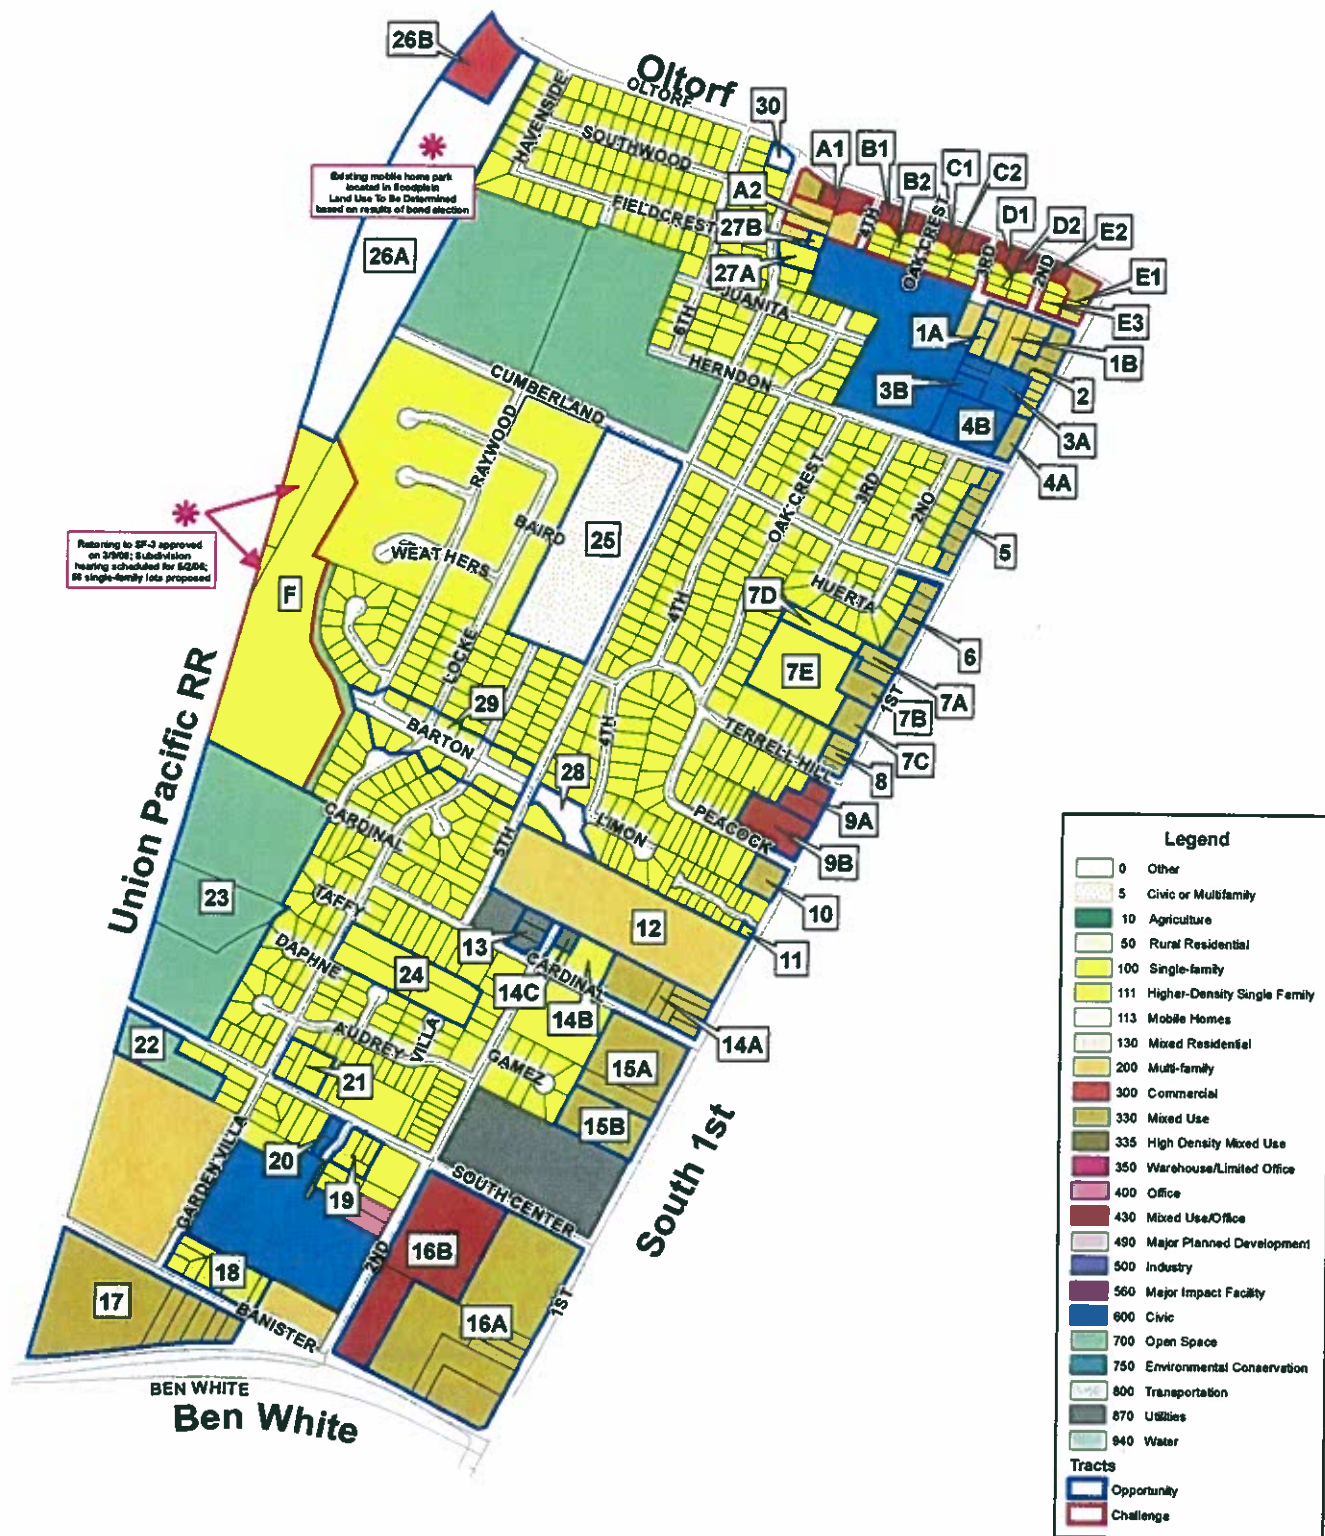 26B
Oltorf
OLTORF
30
HAVENSIDE
SOUTHWOOD
A1
B1
B2
C1
C2
Existing mobile home park
located in floodplain
Land Use To Be Determined
based on results of bond election
A2
FIELDCREST
4TH
OAK CREST
D1
D2
E2
27B
3RD
2ND
26A
27A
E1
JUANITA
6TH
E3
1A
1B
HERNDON
CUMBERLAND
3B
2
RAYWOOD
4B
3A
4A
OAK CREST
3RD
2ND
BAIRD
25
5
Rezoning to SF-3 approved
on 3/9/06; Subdivision
hearing scheduled for 5/2/06;
56 single-family lots proposed
WEATHERS
F
4TH
7D
HUERTA
6
LOCKE
7E
7A
1ST
7B
Union Pacific RR
29
BARTON
4TH
TERRELL HILL
7C
28
8
CARDINAL
5TH
LIMON
PEACOCK
9A
9B
TAFFY
23
12
10
DAPHNE
13
11
24
14C
CARDINAL
14B
AUDREY
VILLA
14A
22
GAMEZ
15A
21
15B
GARDEN VILLA
20
19
SOUTH CENTER
South 1st
2ND
16B
18
17
BANISTER
16A
1ST
BEN WHITE
Ben White
Legend
0 Other
5 Civic or Multifamily
10 Agriculture
50 Rural Residential
100 Single-family
111 Higher-Density Single Family
113 Mobile Homes
130 Mixed Residential
200 Multi-family
300 Commercial
330 Mixed Use
335 High Density Mixed Use
350 Warehouse/Limited Office
400 Office
430 Mixed Use/Office
490 Major Planned Development
500 Industry
560 Major Impact Facility
600 Civic
700 Open Space
750 Environmental Conservation
800 Transportation
870 Utilities
940 Water
Tracts
Opportunity
Challenge